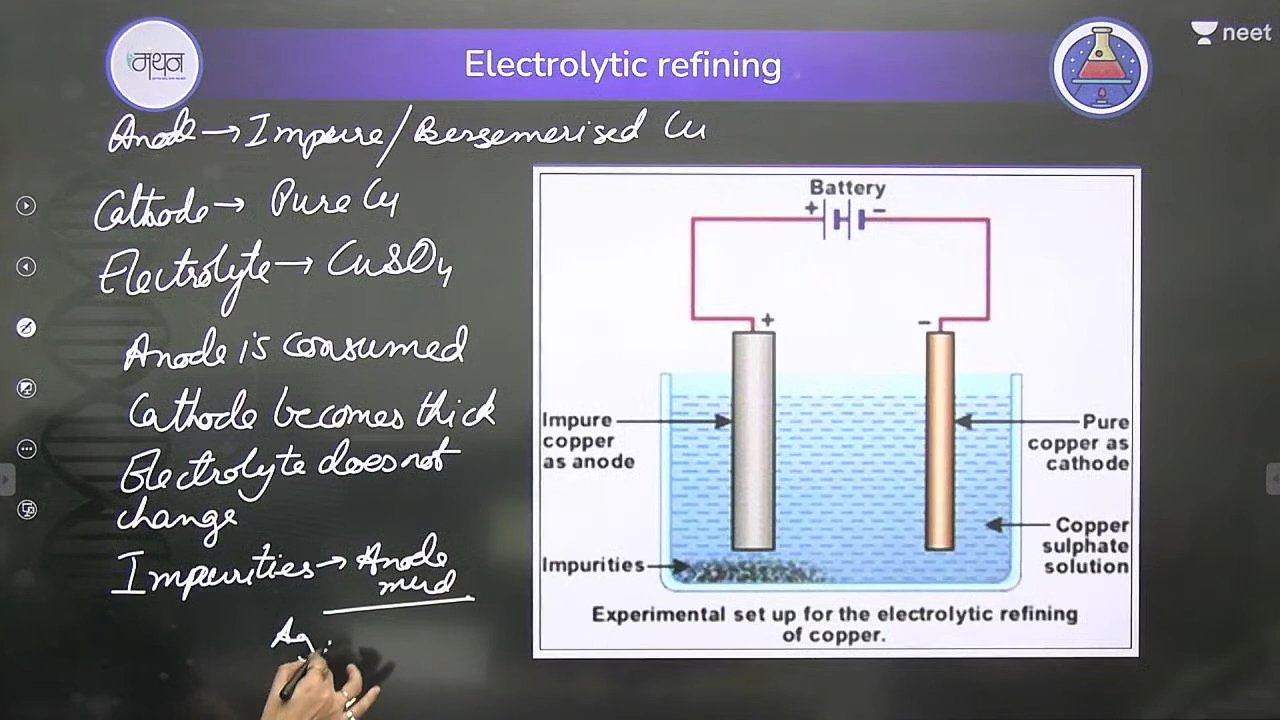 मंथन
Electrolytic refining
neet
Anode → Impure/Bessemerised Cu
Cathode → Pure Cu
Electrolyte → CuSO4
Anode is consumed
Cathode becomes thick
Electrolyte does not
change
Impurities → Anode
mud
Ag,
Battery
+ −
+ −
Impure
copper
as anode
Pure
copper as
cathode
Copper
sulphate
solution
Impurities
Experimental set up for the electrolytic refining
of copper.